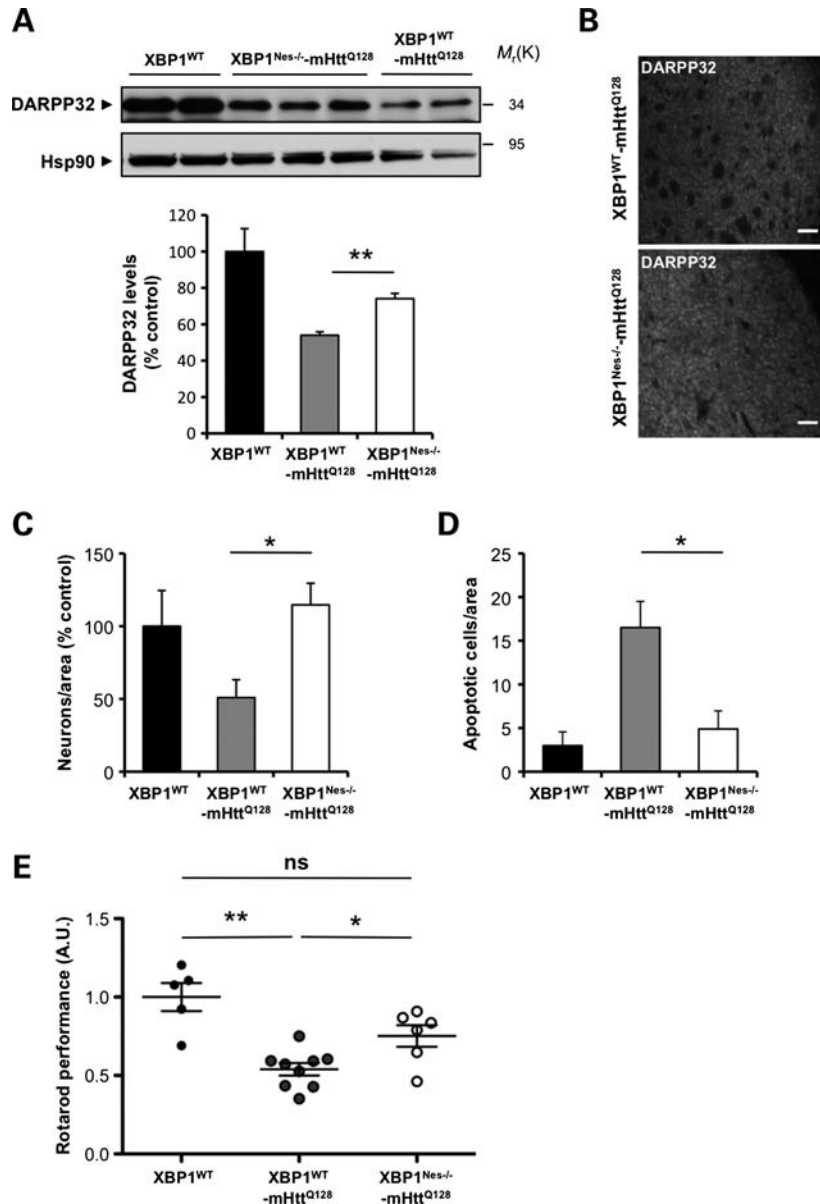 A
XBP1WT
XBP1Nes-/--mHttQ128
XBP1WT
-mHttQ128
Mr(K)
DARPP32
34
95
Hsp90
DARPP32 levels
(% control)
120
100
80
60
40
20
0
**
XBP1WT
XBP1WT
-mHttQ128
XBP1Nes-/-
-mHttQ128
B
XBP1WT-mHttQ128
DARPP32
XBP1Nes-/--mHttQ128
DARPP32
C
Neurons/area (% control)
150
100
50
0
*
XBP1WT
XBP1WT
-mHttQ128
XBP1Nes-/-
-mHttQ128
D
Apoptotic cells/area
25
20
15
10
5
0
*
XBP1WT
XBP1WT
-mHttQ128
XBP1Nes-/-
-mHttQ128
E
Rotarod performance (A.U.)
1.5
1.0
0.5
0.0
ns
**
*
XBP1WT
XBP1WT
-mHttQ128
XBP1Nes-/-
-mHttQ128